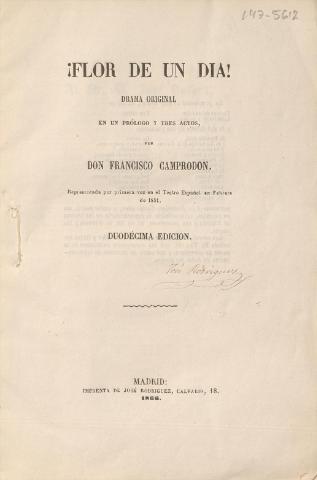 147-5612
¡FLOR DE UN DIA!
DRAMA ORIGINAL
EN UN PRÓLOGO Y TRES ACTOS,
POR
DON FRANCISCO CAMPRODON.
Representado por primera vez en el Teatro Español en Febrero
de 1851.
DUODÉCIMA EDICION.
José Rodriguez
MADRID:
IMPRENTA DE JOSÉ RODRIGUEZ, CALVARIO, 18.
1866.